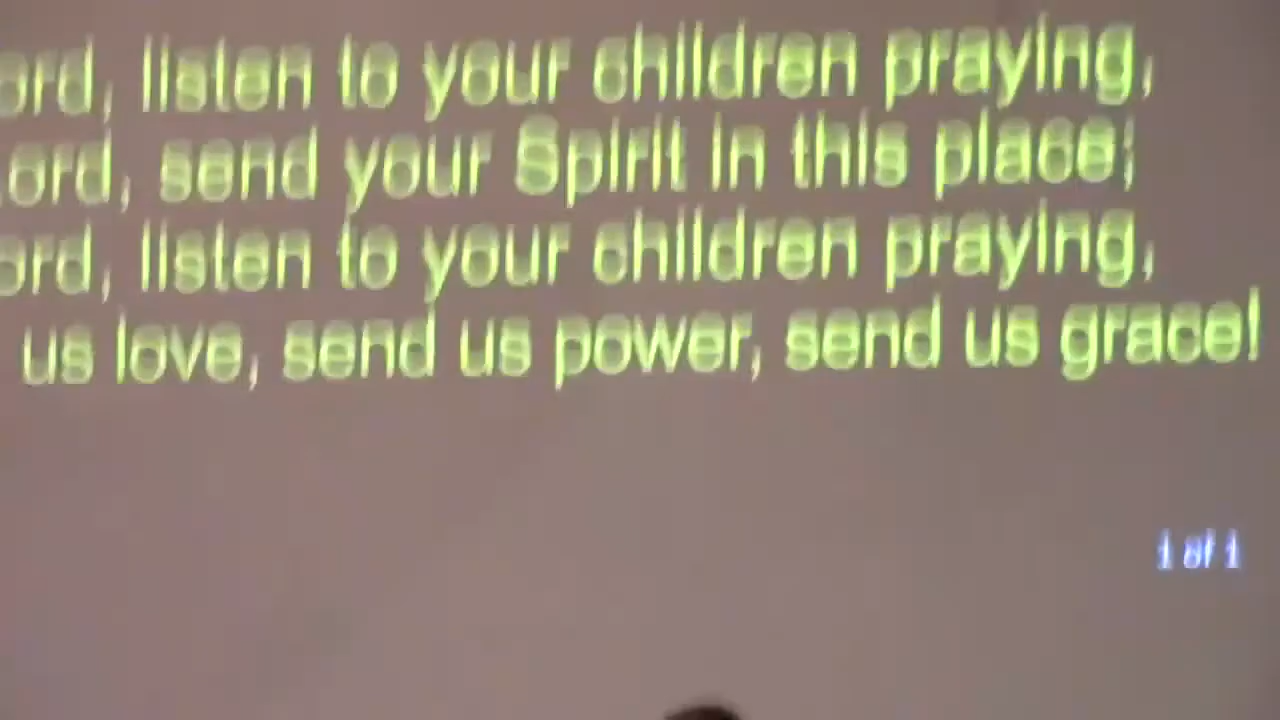 ord, listen to your children praying,
Lord, send your Spirit in this place;
ord, listen to your children praying,
us love, send us power, send us grace!
1 of 1